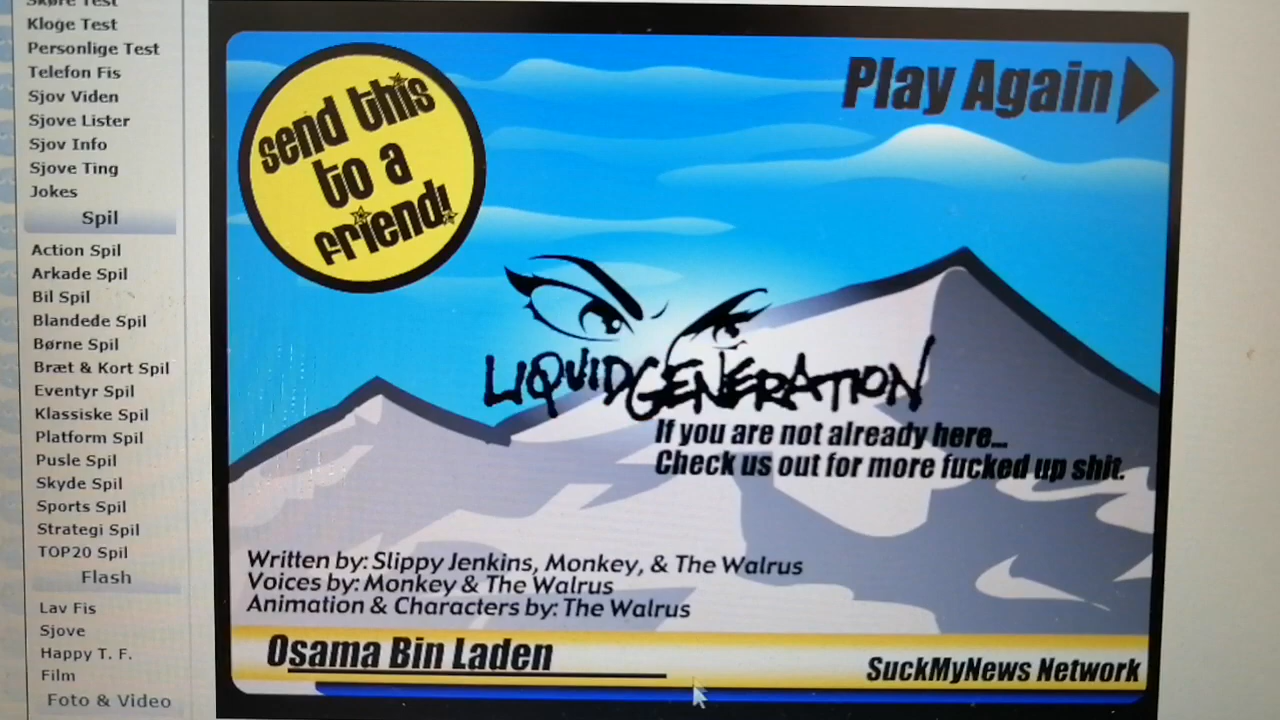 Skøre Test
Kloge Test
Personlige Test
Telefon Fis
Sjov Viden
Sjove Lister
Sjov Info
Sjove Ting
Jokes
Spil
Action Spil
Arkade Spil
Bil Spil
Blandede Spil
Børne Spil
Bræt & Kort Spil
Eventyr Spil
Klassiske Spil
Platform Spil
Pusle Spil
Skyde Spil
Sports Spil
Strategi Spil
TOP20 Spil
Flash
Lav Fis
Sjove
Happy T. F.
Film
Foto & Video
send this
to a
friend!
Play Again
LIQUIDGENERATION
If you are not already here...
Check us out for more fucked up shit.
Written by: Slippy Jenkins, Monkey, & The Walrus
Voices by: Monkey & The Walrus
Animation & Characters by: The Walrus
Osama Bin Laden
SuckMyNews Network